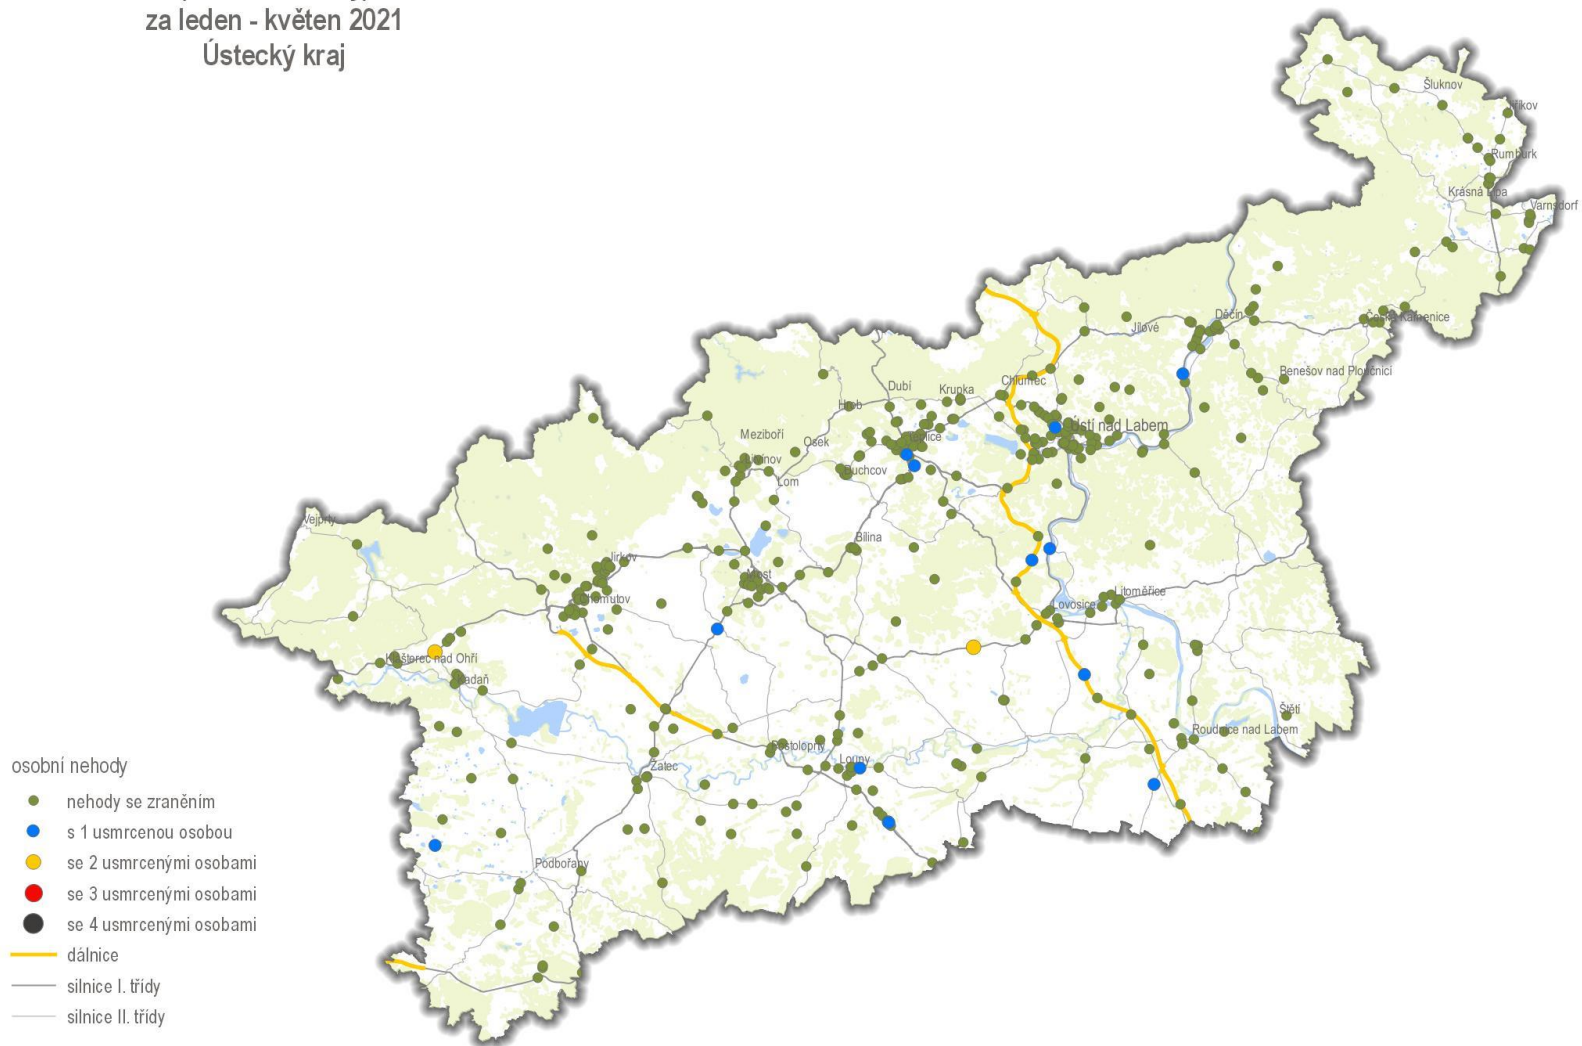 za leden - květen 2021
Ústecký kraj
Šluknov
Jiříkov
Rumburk
Krásná Lípa
Varnsdorf
Děčín
Jílové
Česká Kamenice
Benešov nad Ploučnicí
Chlumec
Dubí
Krupka
Hrob
Ústí nad Labem
Teplice
Meziboří
Osek
Litvínov
Duchcov
Lom
Vejprty
Bílina
Jirkov
Most
Chomutov
Litoměřice
Lovosice
Klášterec nad Ohří
Kadaň
Štětí
Roudnice nad Labem
Postoloprty
Louny
Žatec
Podbořany
osobní nehody
nehody se zraněním
s 1 usmrcenou osobou
se 2 usmrcenými osobami
se 3 usmrcenými osobami
se 4 usmrcenými osobami
dálnice
silnice I. třídy
silnice II. třídy